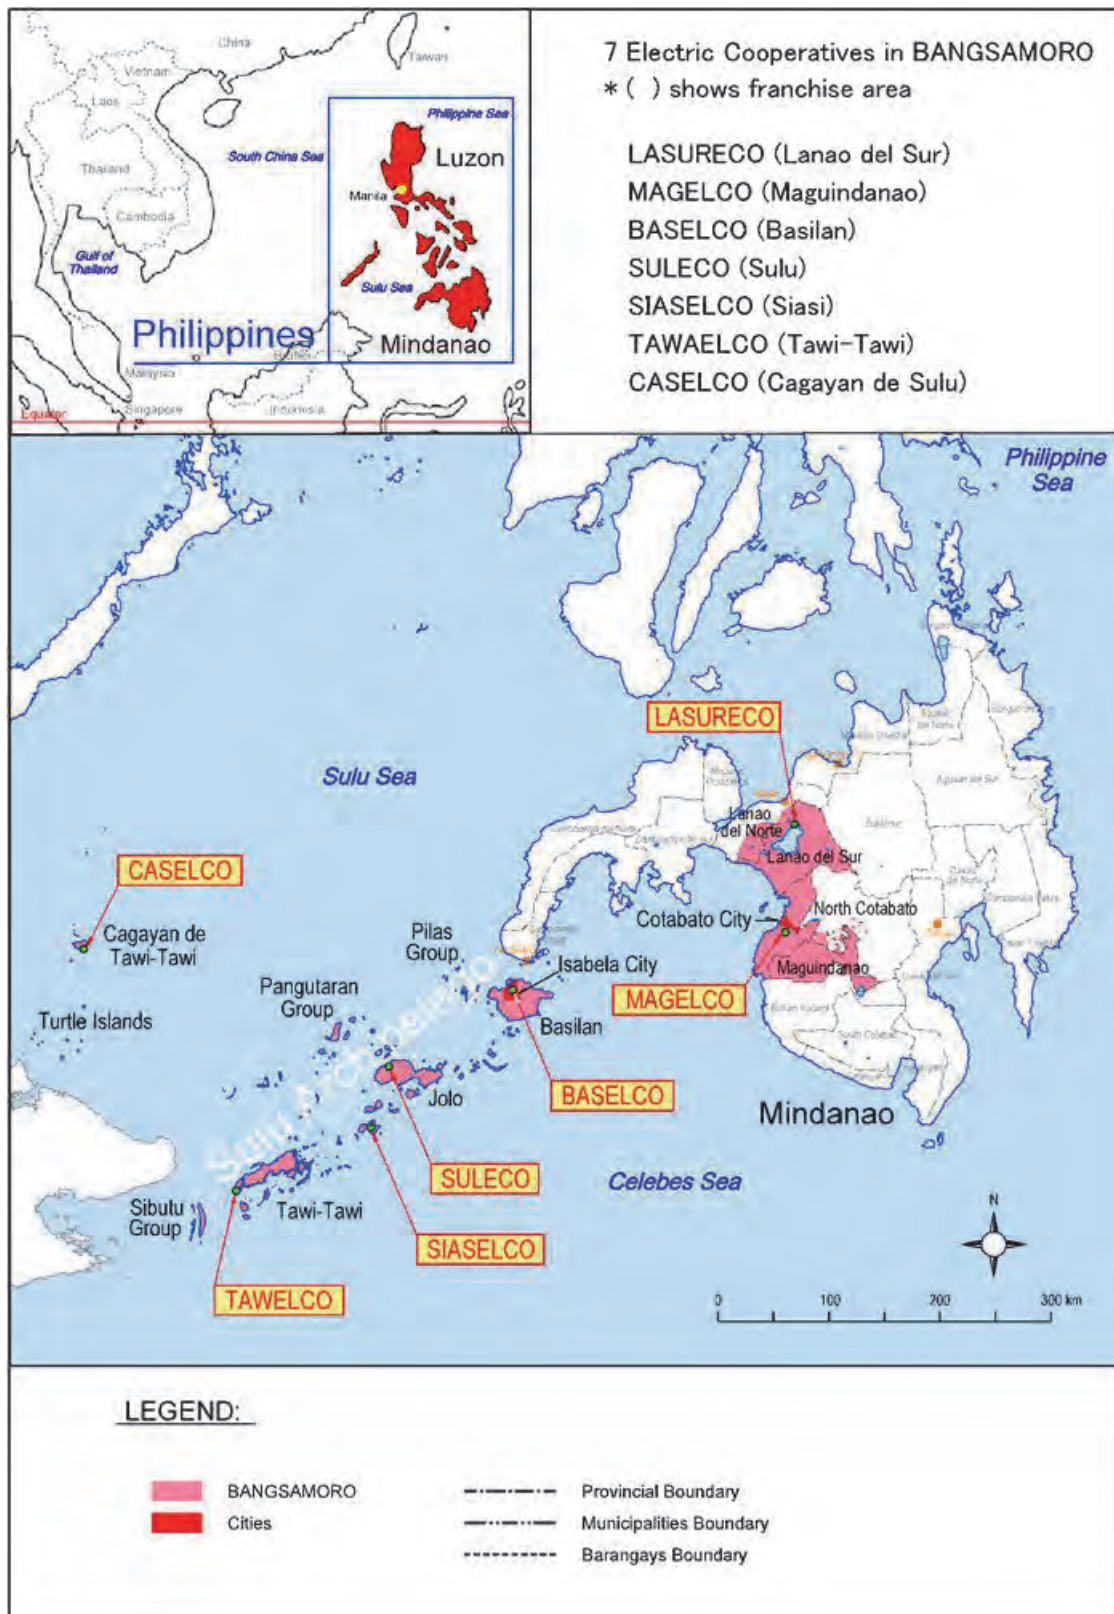 China
Taiwan
Vietnam
Laos
Philippine Sea
South China Sea
Luzon
Thailand
Manila
Cambodia
Gulf of
Thailand
Sulu Sea
Philippines
Mindanao
Brunei
Malaysia
Equator
Singapore
Indonesia
7 Electric Cooperatives in BANGSAMORO
* ( ) shows franchise area
LASURECO (Lanao del Sur)
MAGELCO (Maguindanao)
BASELCO (Basilan)
SULECO (Sulu)
SIASELCO (Siasi)
TAWAELCO (Tawi-Tawi)
CASELCO (Cagayan de Sulu)
Philippine
Sea
LASURECO
Sulu Sea
Agusan del Sur
Lanao
del Norte
Lanao del Sur
CASELCO
Cagayan de
Tawi-Tawi
Pilas
Group
Cotabato City
North Cotabato
Isabela City
Maguindanao
Pangutaran
Group
MAGELCO
Turtle Islands
Basilan
Sulu Archipelago
Jolo
BASELCO
Mindanao
SULECO
Celebes Sea
Sibutu
Group
Tawi-Tawi
SIASELCO
TAWELCO
N
0 100 200 300 km
LEGEND:
BANGSAMORO
Cities
Provincial Boundary
Municipalities Boundary
Barangays Boundary